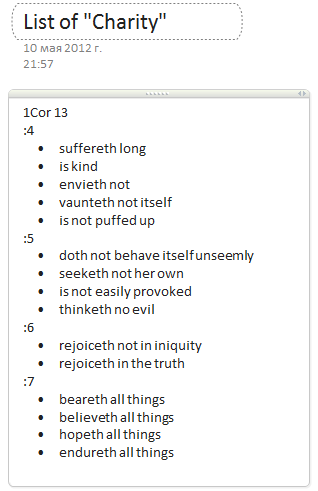 List of "Charity"
10 мая 2012 г.
21:57
1Cor 13
:4
• suffereth long
• is kind
• envieth not
• vaunteth not itself
• is not puffed up
:5
• doth not behave itself unseemly
• seeketh not her own
• is not easily provoked
• thinketh no evil
:6
• rejoiceth not in iniquity
• rejoiceth in the truth
:7
• beareth all things
• believeth all things
• hopeth all things
• endureth all things